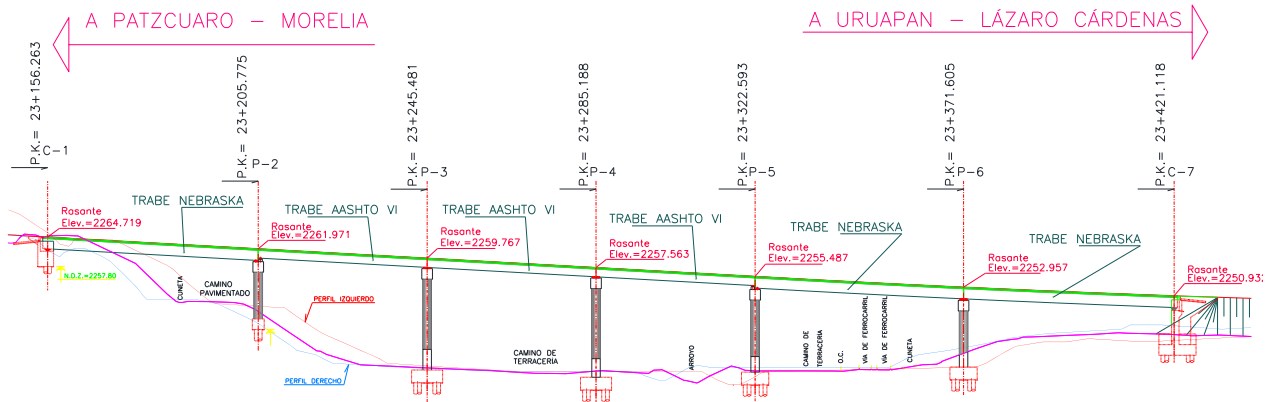 A PATZCUARO – MORELIA
A URUAPAN – LÁZARO CÁRDENAS
P.K.= 23+156.263
C-1
P.K.= 23+205.775
P-2
P.K.= 23+245.481
P-3
P.K.= 23+285.188
P-4
P.K.= 23+322.593
P-5
P.K.= 23+371.605
P-6
P.K.= 23+421.118
C-7
TRABE NEBRASKA
TRABE AASHTO VI
TRABE AASHTO VI
TRABE AASHTO VI
TRABE NEBRASKA
TRABE NEBRASKA
Rasante
Elev.=2264.719
Rasante
Elev.=2261.971
Rasante
Elev.=2259.767
Rasante
Elev.=2257.563
Rasante
Elev.=2255.487
Rasante
Elev.=2252.957
Rasante
Elev.=2250.932
N.D.Z.=2257.80
CUNETA
CAMINO
PAVIMENTADO
PERFIL IZQUIERDO
PERFIL DERECHO
CAMINO DE
TERRACERÍA
ARROYO
CAMINO DE
TERRACERIA
O.C.
VIA DE FERROCARRIL
VIA DE FERROCARRIL
CUNETA